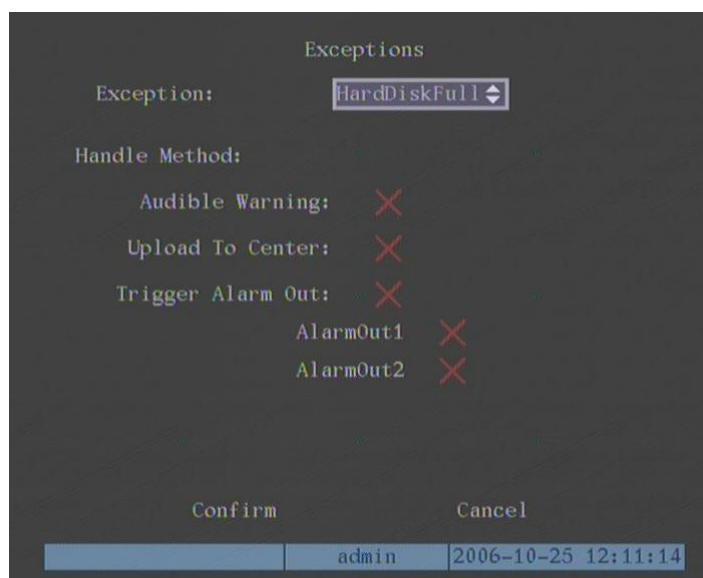 Exceptions
Exception: HardDiskFull
Handle Method:
Audible Warning:
Upload To Center:
Trigger Alarm Out:
AlarmOut1
AlarmOut2
Confirm Cancel
admin 2006-10-25 12:11:14